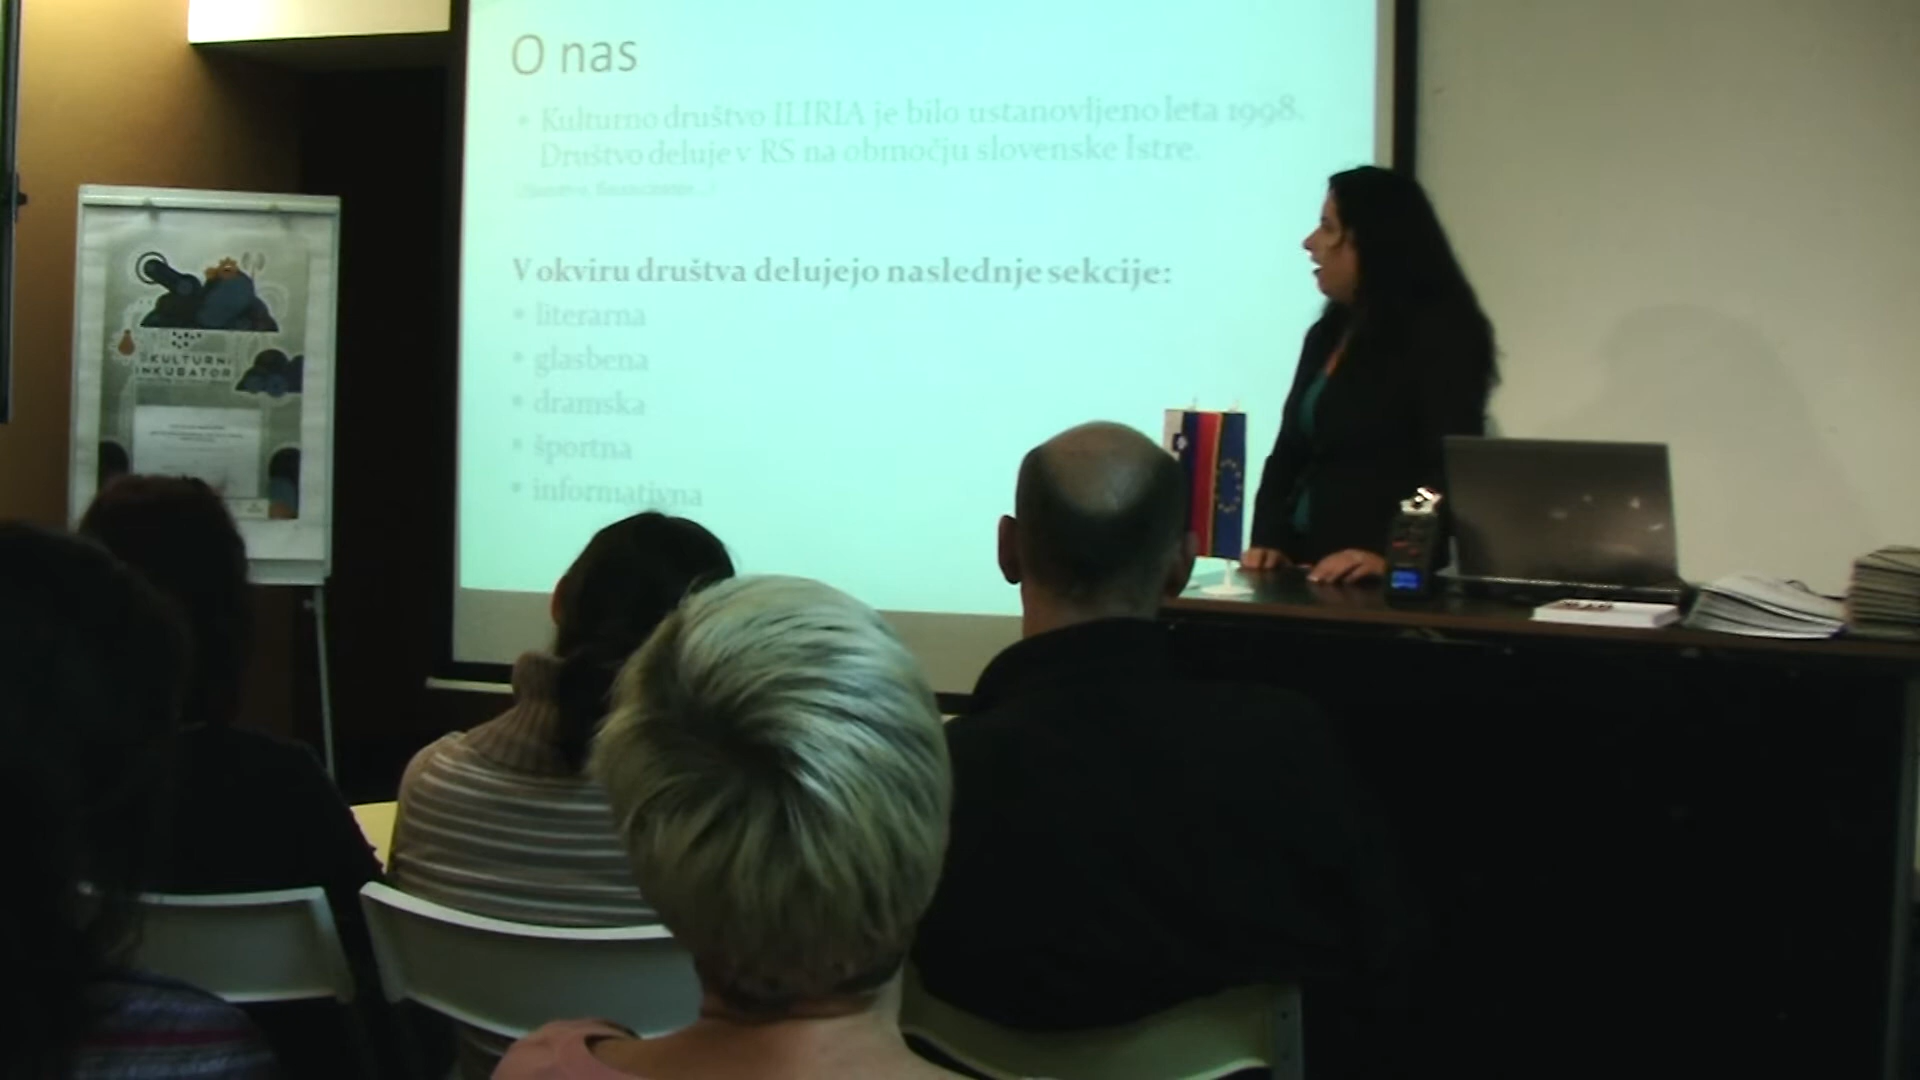 O nas
• Kulturno društvo ILIRIA je bilo ustanovljeno leta 1998.
Društvo deluje v RS na območju slovenske Istre.
V okviru društva delujejo naslednje sekcije:
• literarna
• glasbena
• dramska
• športna
• informativna
KULTURNI
INKUBATOR